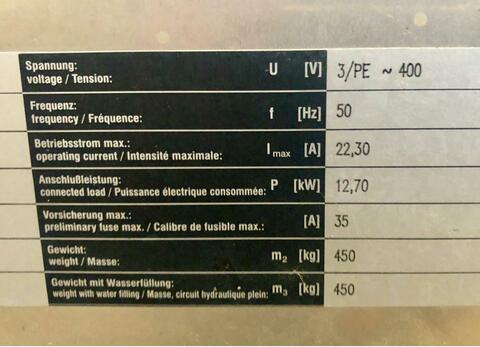 Spannung: U [V] 3/PE ~ 400
voltage / Tension:
Frequenz: f [Hz] 50
frequency / Fréquence:
Betriebsstrom max.: I max [A] 22,30
operating current / Intensité maximale:
Anschlußleistung: P [kW] 12,70
connected load / Puissance électrique consommée:
Vorsicherung max.: [A] 35
preliminary fuse max. / Calibre de fusible max.:
Gewicht: m2 [kg] 450
weight / Masse:
Gewicht mit Wasserfüllung: m3 [kg] 450
weight with water filling / Masse, circuit hydraulique plein: